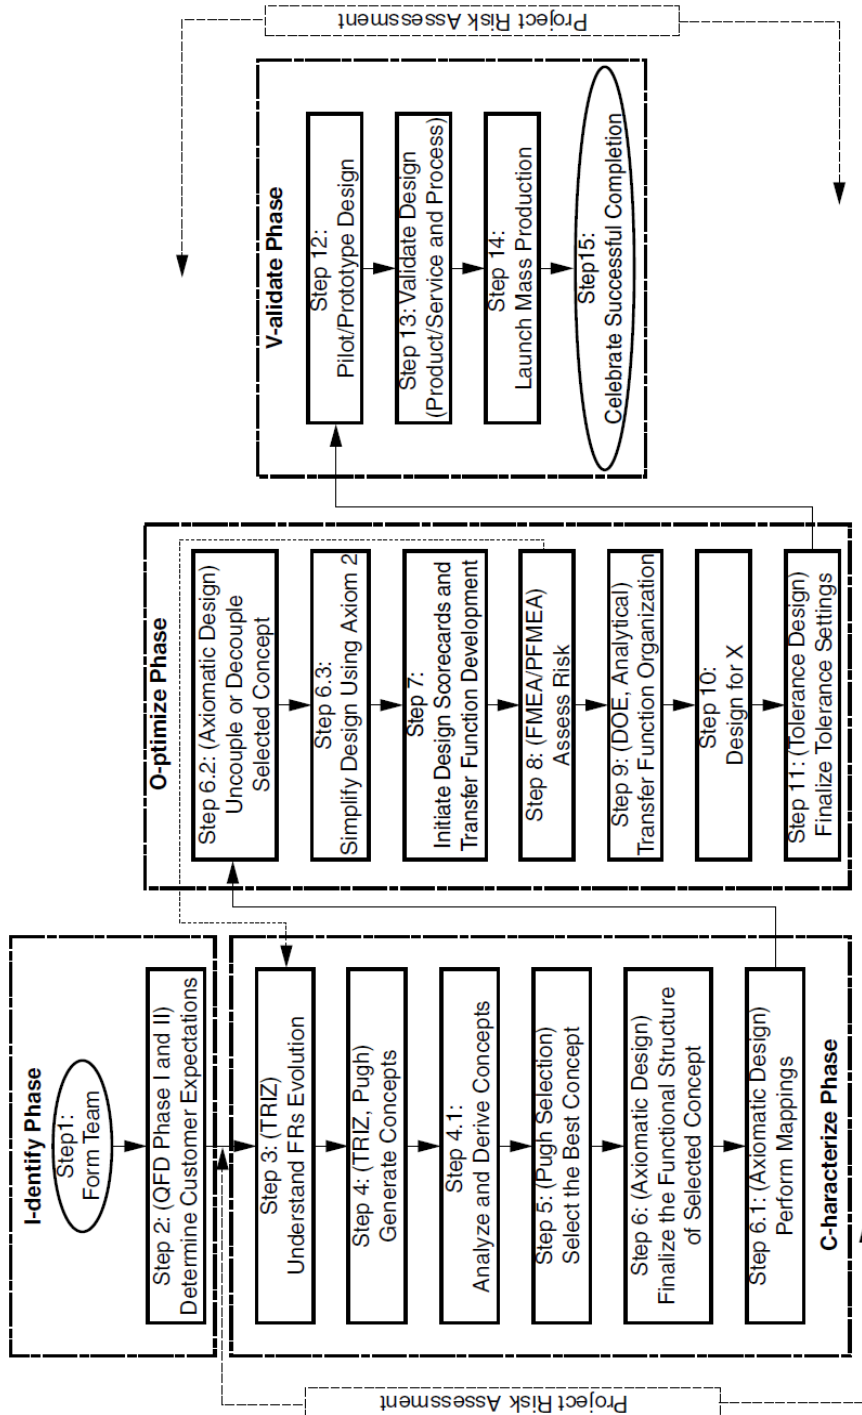 I-dentify Phase
Step1:
Form Team
Step 2: (QFD Phase I and II)
Determine Customer Expectations
Step 3: (TRIZ)
Understand FRs Evolution
Step 4: (TRIZ, Pugh)
Generate Concepts
Step 4.1:
Analyze and Derive Concepts
Step 5: (Pugh Selection)
Select the Best Concept
Step 6: (Axiomatic Design)
Finalize the Functional Structure
of Selected Concept
Step 6.1: (Axiomatic Design)
Perform Mappings
C-characterize Phase
Project Risk Assessment
O-ptimize Phase
Step 6.2: (Axiomatic Design)
Uncouple or Decouple
Selected Concept
Step 6.3:
Simplify Design Using Axiom 2
Step 7:
Initiate Design Scorecards and
Transfer Function Development
Step 8: (FMEA/PFMEA)
Assess Risk
Step 9: (DOE, Analytical)
Transfer Function Organization
Step 10:
Design for X
Step 11: (Tolerance Design)
Finalize Tolerance Settings
V-alidate Phase
Step 12:
Pilot/Prototype Design
Step 13: Validate Design
(Product/Service and Process)
Step 14:
Launch Mass Production
Step15:
Celebrate Successful Completion
Project Risk Assessment